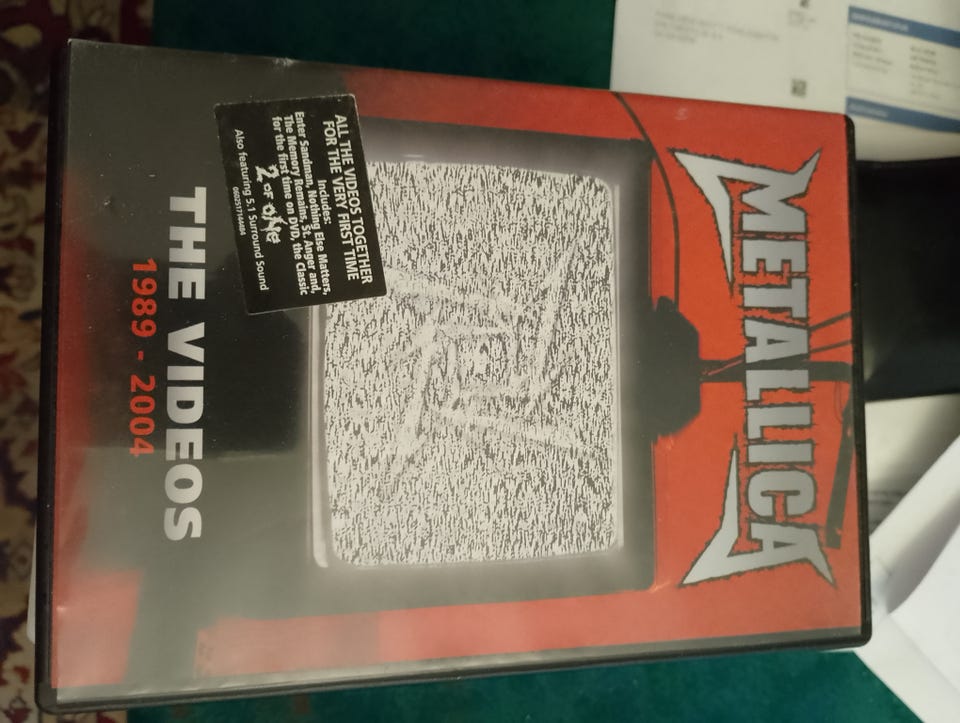 METALLICA
ALL THE VIDEOS TOGETHER
FOR THE VERY FIRST TIME
Includes:
Enter Sandman, Nothing Else Matters,
The Memory Remains, St. Anger and,
for the first time on DVD, the Classic
2 OF ONE
Also featuring 5.1 Surround Sound
THE VIDEOS
1989 - 2004